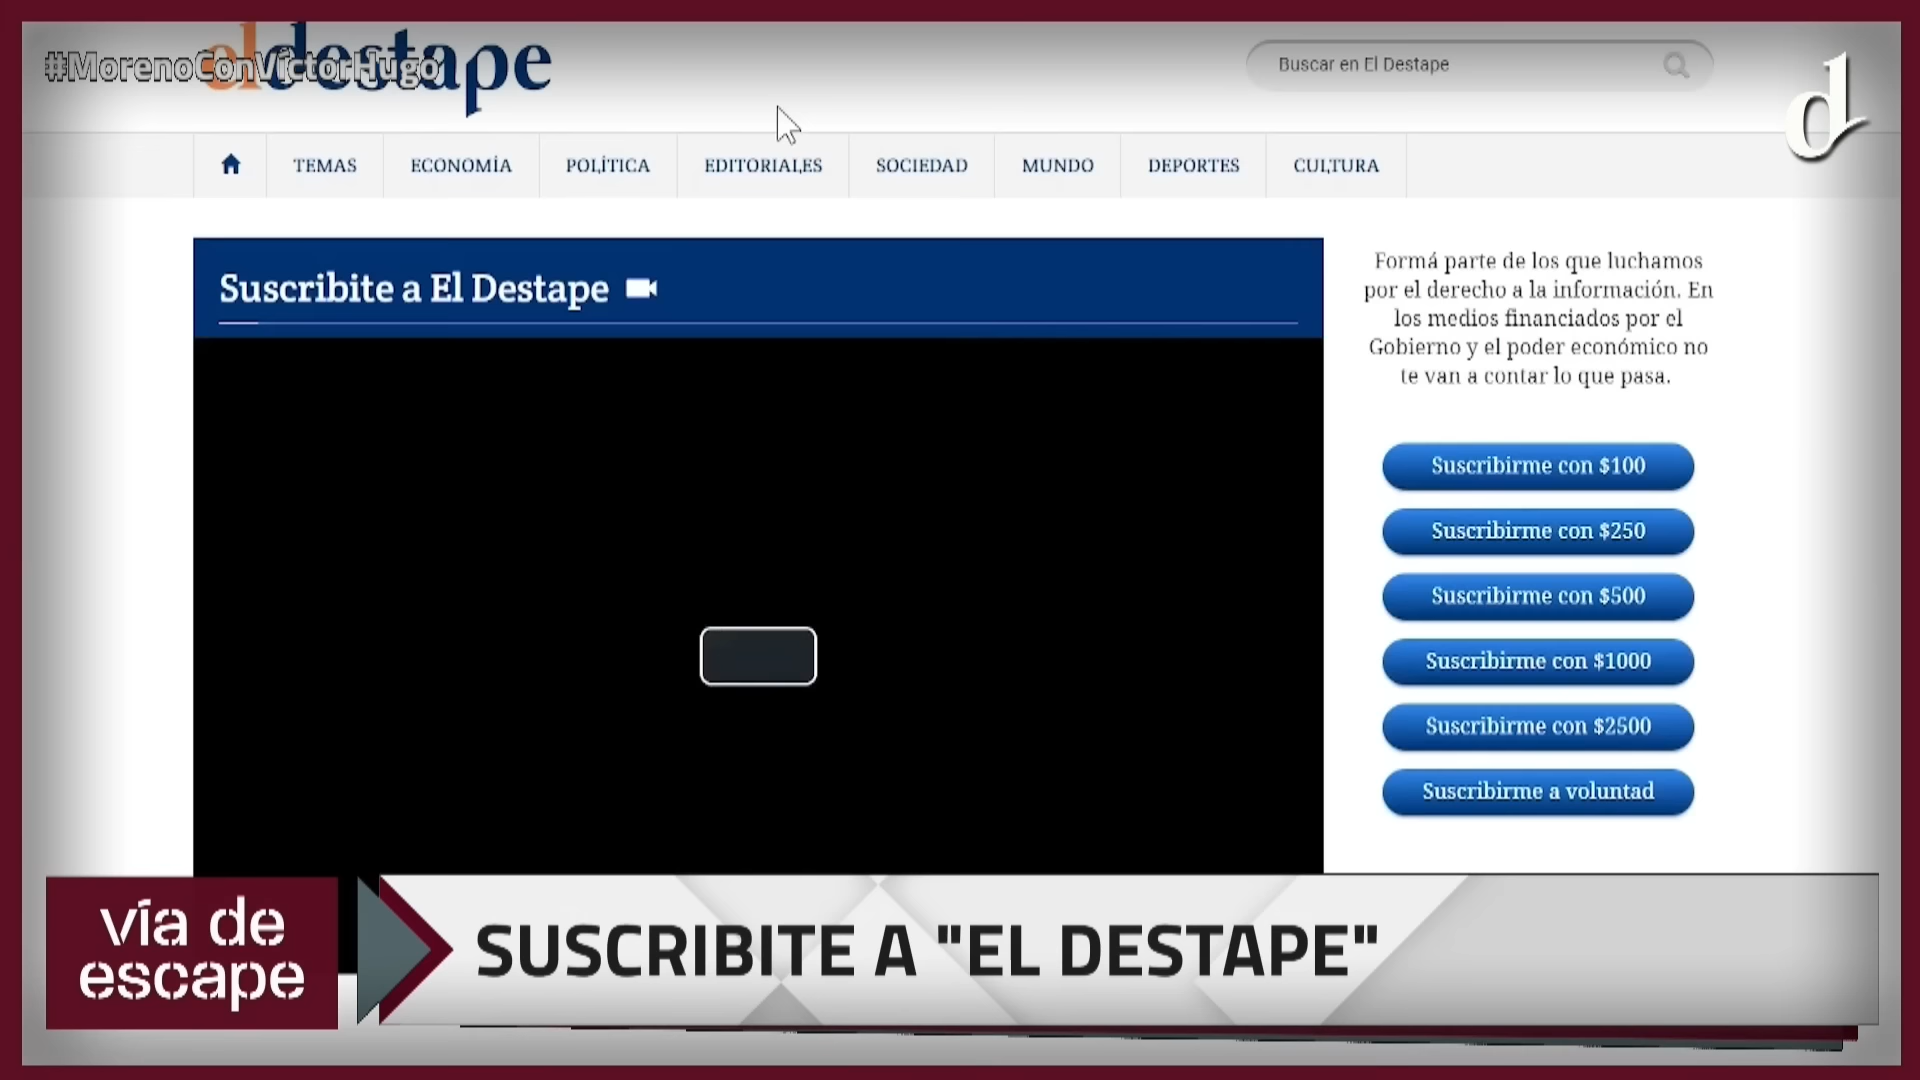 #MorenoConVíctorHugo
eldestape
Buscar en El Destape
d
TEMAS
ECONOMÍA
POLÍTICA
EDITORIALES
SOCIEDAD
MUNDO
DEPORTES
CULTURA
Suscribite a El Destape
Formá parte de los que luchamos
por el derecho a la información. En
los medios financiados por el
Gobierno y el poder económico no
te van a contar lo que pasa.
Suscribirme con $100
Suscribirme con $250
Suscribirme con $500
Suscribirme con $1000
Suscribirme con $2500
Suscribirme a voluntad
vía de
escape
SUSCRIBITE A "EL DESTAPE"